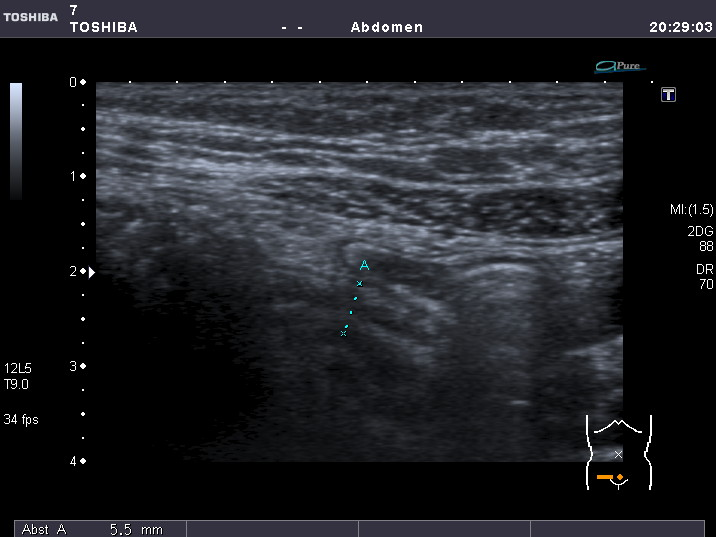 TOSHIBA
7
TOSHIBA - - Abdomen 20:29:03
aPure
T
0
1
2
3
4
A
MI:(1.5)
2DG
88
DR
70
12L5
T9.0
34 fps
Abst A 5.5 mm